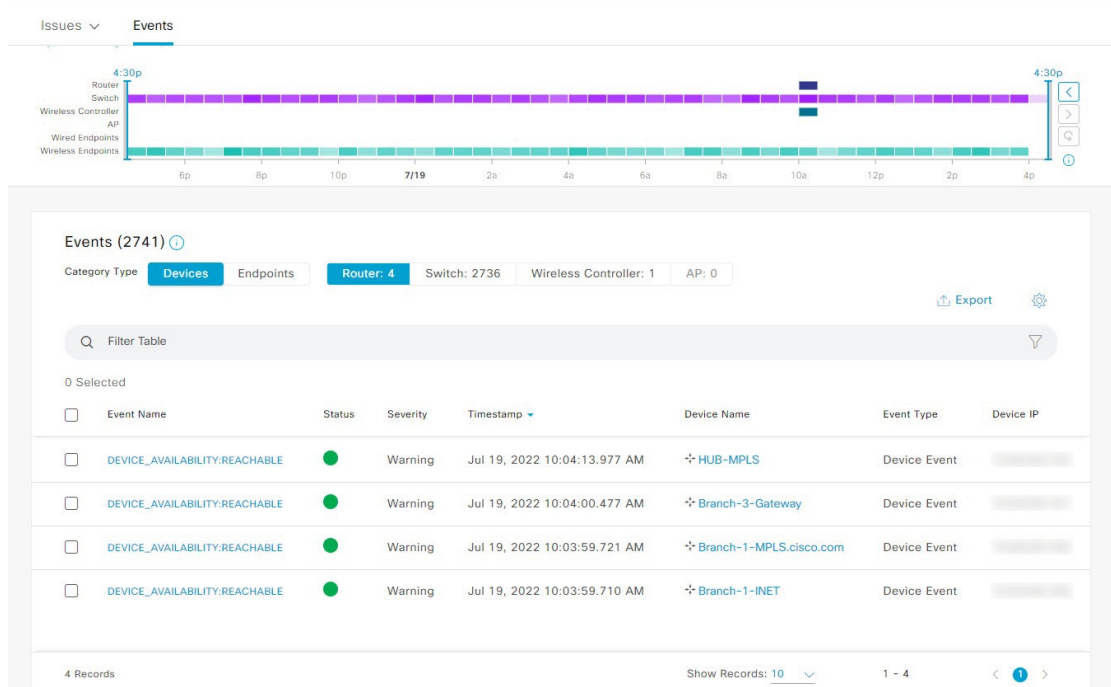 Issues Events
4:30p 4:30p
Router
Switch
Wireless Controller
AP
Wired Endpoints
Wireless Endpoints
6p 8p 10p 7/19 2a 4a 6a 8a 10a 12p 2p 4p
Events (2741)
Category Type Devices Endpoints Router: 4 Switch: 2736 Wireless Controller: 1 AP: 0
Export
Filter Table
0 Selected
Event Name Status Severity Timestamp Device Name Event Type Device IP
DEVICE_AVAILABILITY:REACHABLE Warning Jul 19, 2022 10:04:13.977 AM HUB-MPLS Device Event
DEVICE_AVAILABILITY:REACHABLE Warning Jul 19, 2022 10:04:00.477 AM Branch-3-Gateway Device Event
DEVICE_AVAILABILITY:REACHABLE Warning Jul 19, 2022 10:03:59.721 AM Branch-1-MPLS.cisco.com Device Event
DEVICE_AVAILABILITY:REACHABLE Warning Jul 19, 2022 10:03:59.710 AM Branch-1-INET Device Event
4 Records Show Records: 10 1 - 4 < 1 >